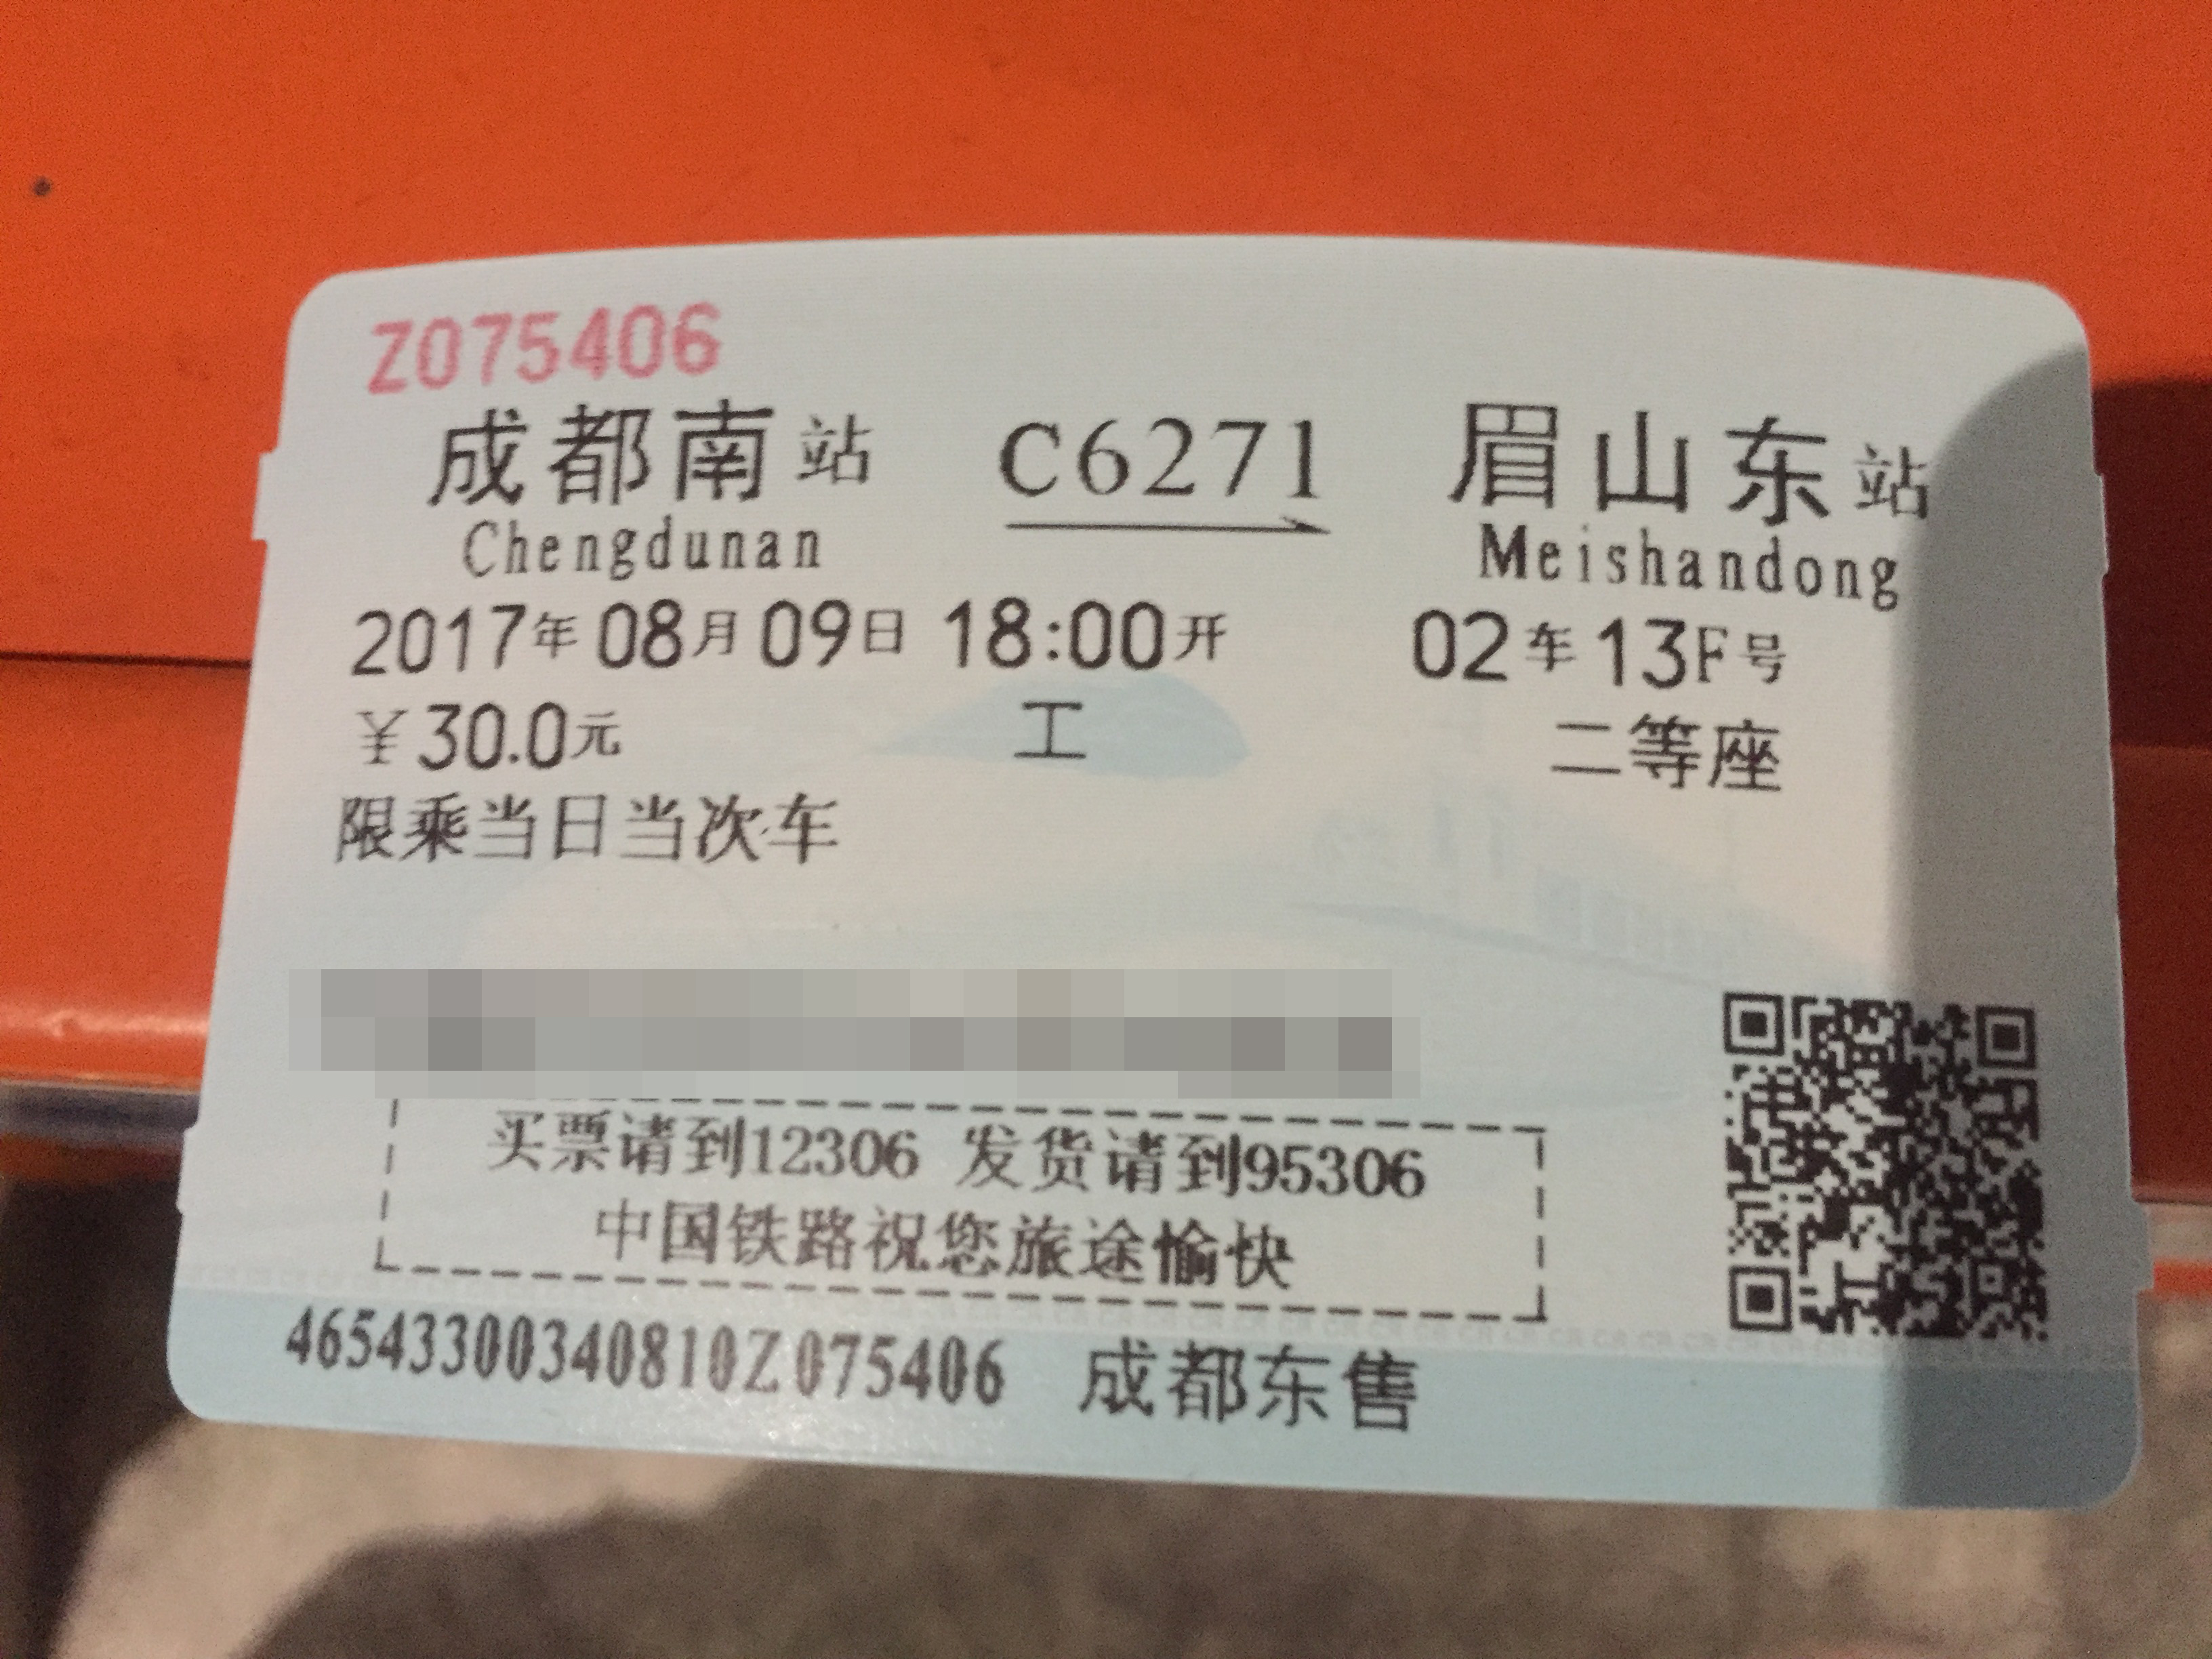 Z075406
成都南站 C6271 眉山东站
Chengdunan Meishandong
2017年08月09日 18:00开 02车13F号
￥30.0元 工 二等座
限乘当日当次车
买票请到12306 发货请到95306
中国铁路祝您旅途愉快
46543300340810Z075406 成都东售